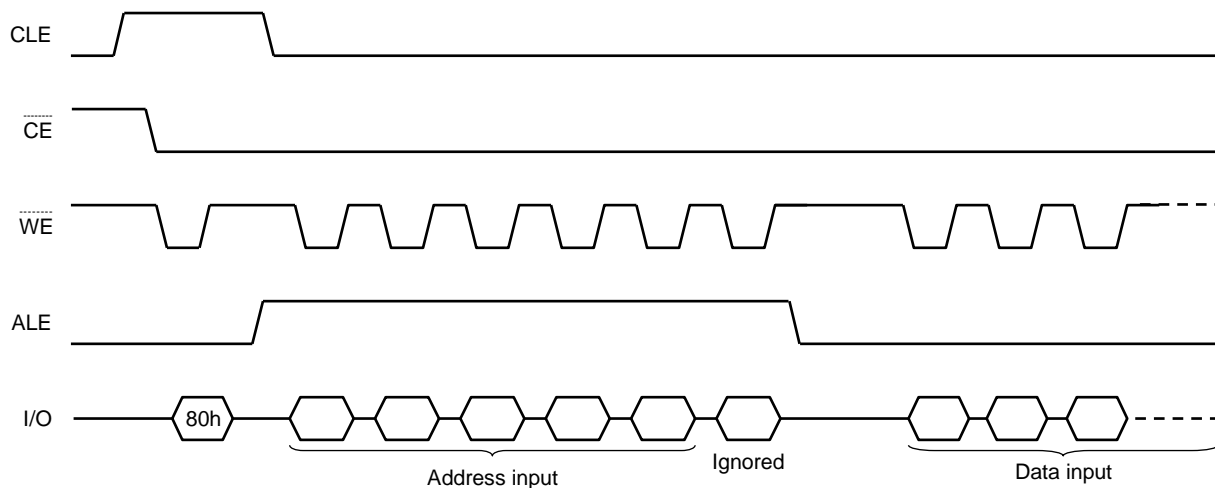 CLE
CE
WE
ALE
I/O
80h
Address input
Ignored
Data input